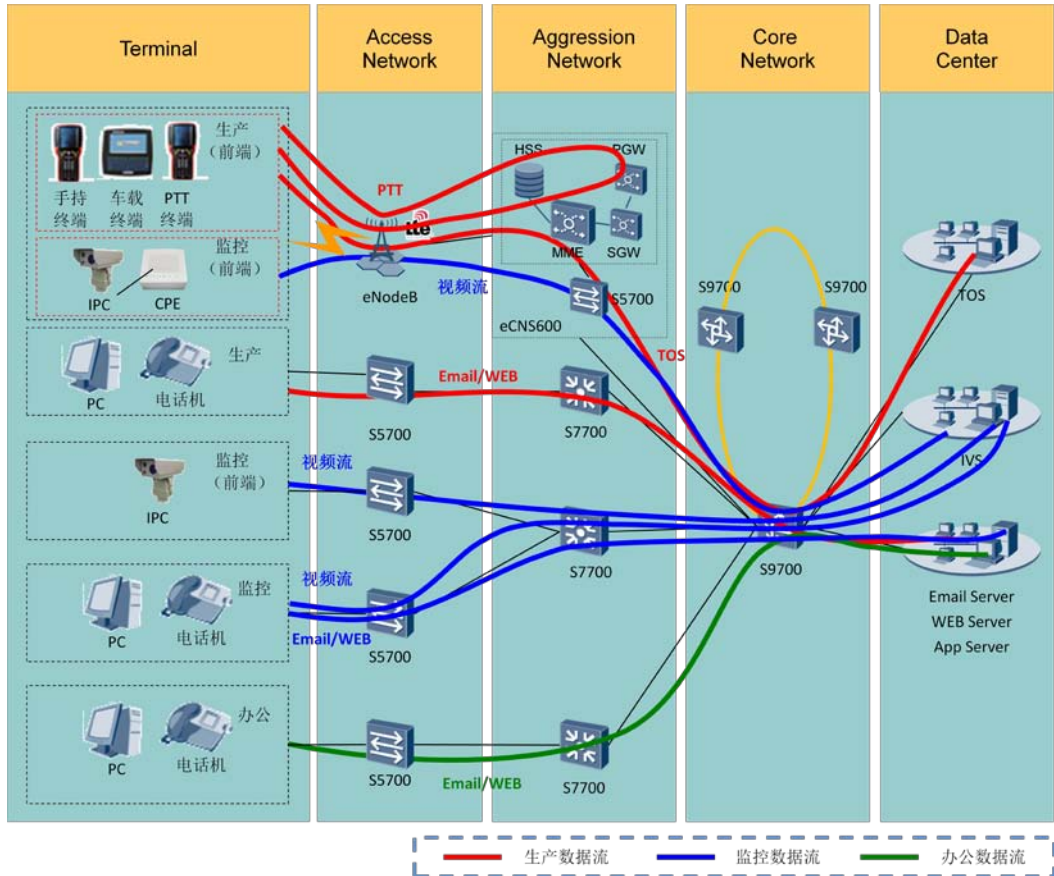 Terminal
Access
Network
Aggression
Network
Core
Network
Data
Center
生产
（前端）
手持
终端
车载
终端
PTT
终端
监控
（前端）
IPC
CPE
PTT
lte
eNodeB
视频流
HSS
PGW
MME
SGW
S5700
eCNS600
TOS
S9700
S9700
TOS
生产
PC
电话机
S5700
Email/WEB
S7700
IVS
监控
（前端）
IPC
视频流
S5700
S7700
S9700
监控
PC
电话机
视频流
Email/WEB
S5700
Email Server
WEB Server
App Server
办公
PC
电话机
S5700
Email/WEB
S7700
生产数据流
监控数据流
办公数据流